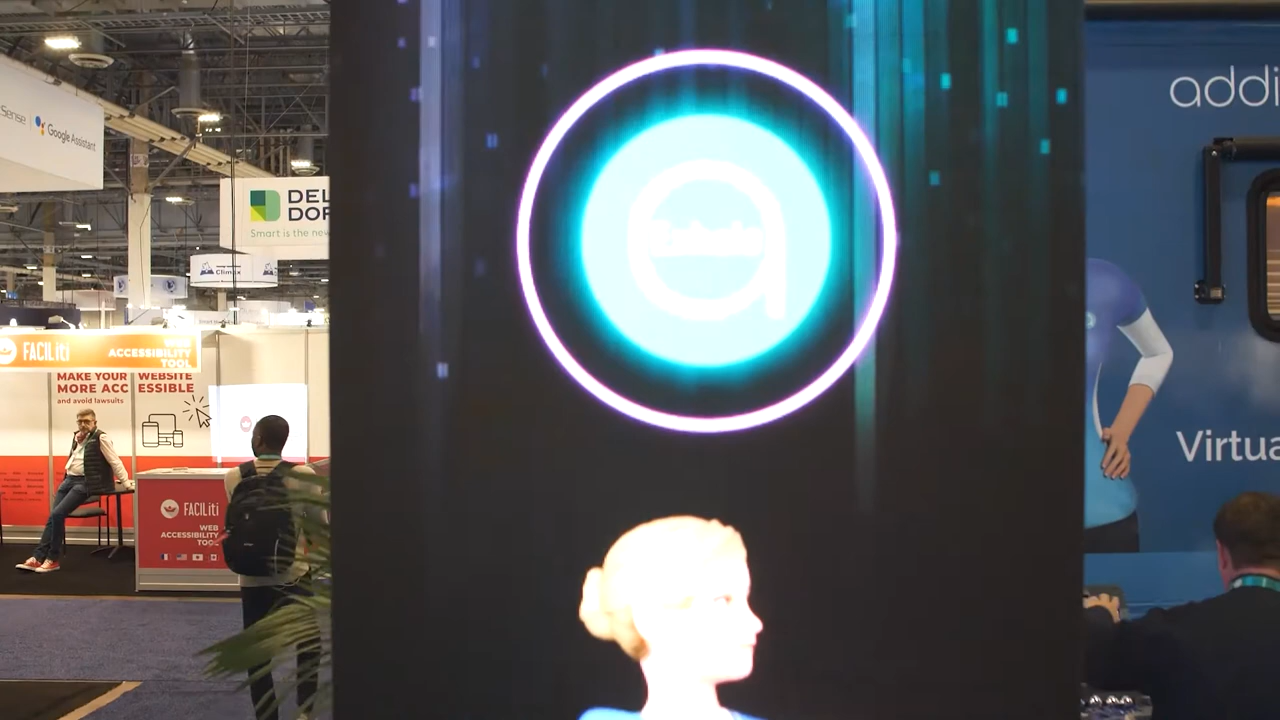 Sense | Google Assistant
DEL
DOR
Smart is the new
Climax
FACILiti
WEB
ACCESSIBILITY
TOOL
MAKE YOUR WEBSITE
MORE ACCESSIBLE
and avoid lawsuits
FACILiti
WEB
ACCESSIBILITY
TOOL
addi
Virtua